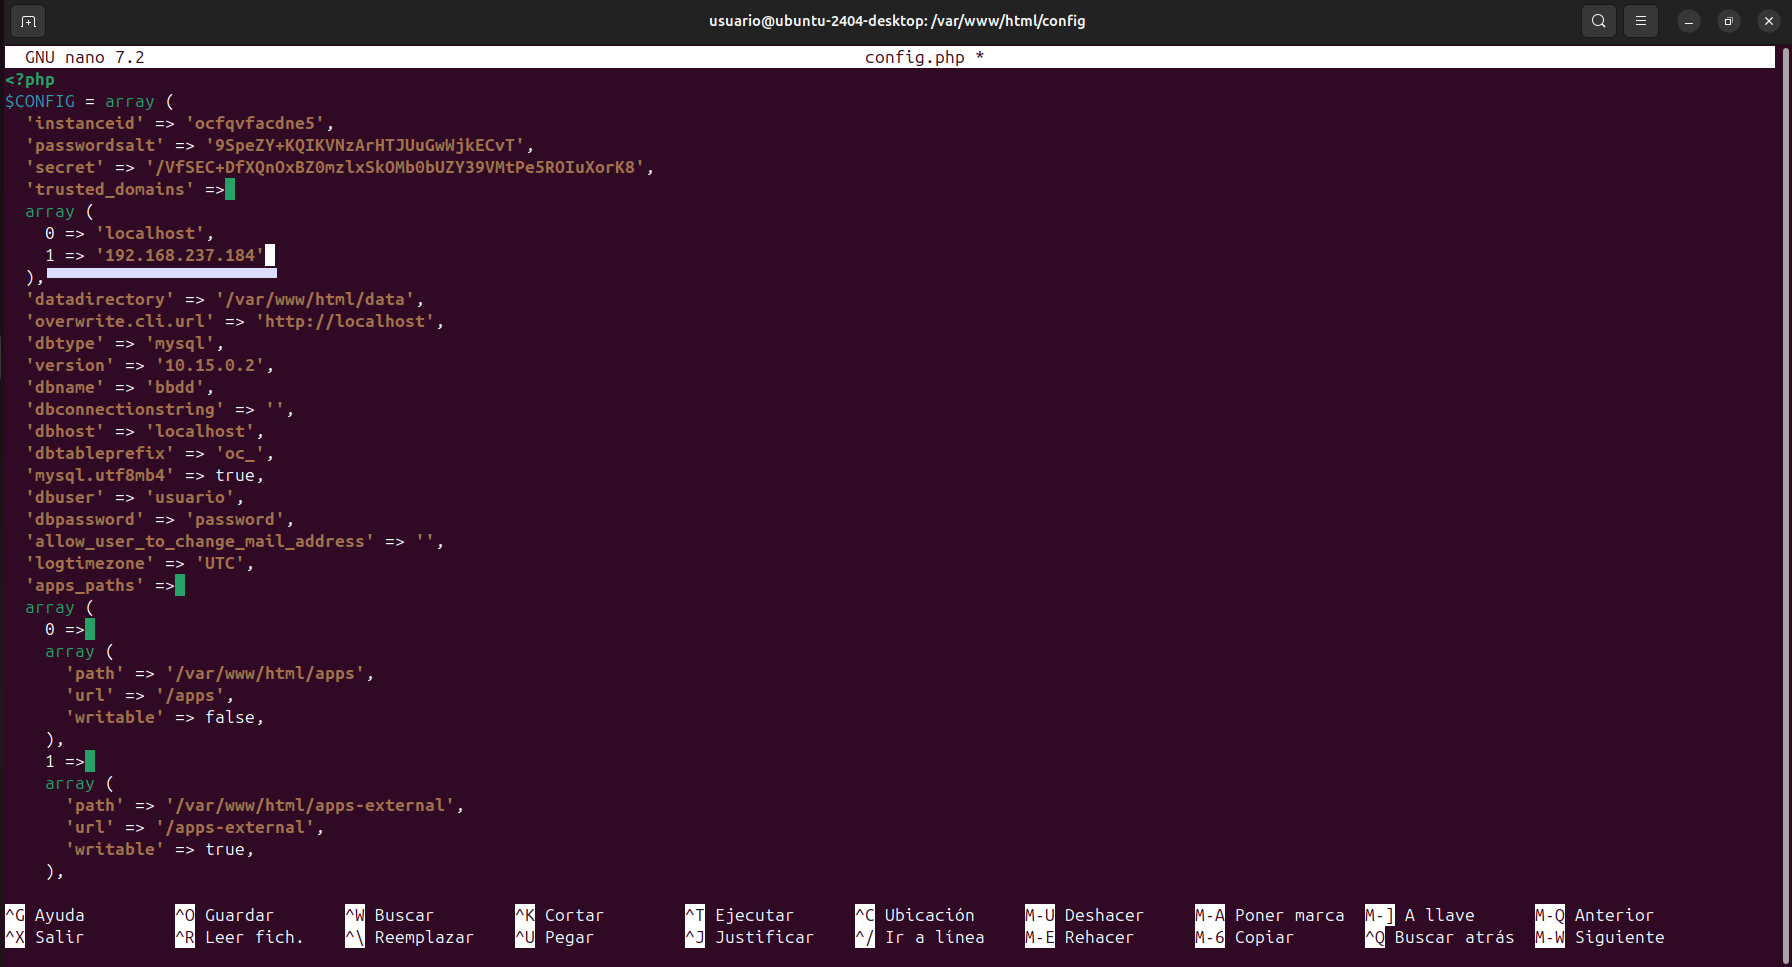 usuario@ubuntu-2404-desktop: /var/www/html/config
GNU nano 7.2 config.php *
<?php
$CONFIG = array (
  'instanceid' => 'ocfqvfacdne5',
  'passwordsalt' => '9SpeZY+KQIKVNzArHTJUuGwWjkECvT',
  'secret' => '/VfSEC+DfXQnOxBZ0mzlxSkOMb0bUZY39VMtPe5ROIuXorK8',
  'trusted_domains' =>
  array (
    0 => 'localhost',
    1 => '192.168.237.184'
  ),
  'datadirectory' => '/var/www/html/data',
  'overwrite.cli.url' => 'http://localhost',
  'dbtype' => 'mysql',
  'version' => '10.15.0.2',
  'dbname' => 'bbdd',
  'dbconnectionstring' => '',
  'dbhost' => 'localhost',
  'dbtableprefix' => 'oc_',
  'mysql.utf8mb4' => true,
  'dbuser' => 'usuario',
  'dbpassword' => 'password',
  'allow_user_to_change_mail_address' => '',
  'logtimezone' => 'UTC',
  'apps_paths' =>
  array (
    0 =>
    array (
      'path' => '/var/www/html/apps',
      'url' => '/apps',
      'writable' => false,
    ),
    1 =>
    array (
      'path' => '/var/www/html/apps-external',
      'url' => '/apps-external',
      'writable' => true,
    ),
^G Ayuda ^O Guardar ^W Buscar ^K Cortar ^T Ejecutar ^C Ubicación M-U Deshacer M-A Poner marca M-] A llave M-Q Anterior
^X Salir ^R Leer fich. ^\ Reemplazar ^U Pegar ^J Justificar ^/ Ir a línea M-E Rehacer M-6 Copiar ^Q Buscar atrás M-W Siguiente